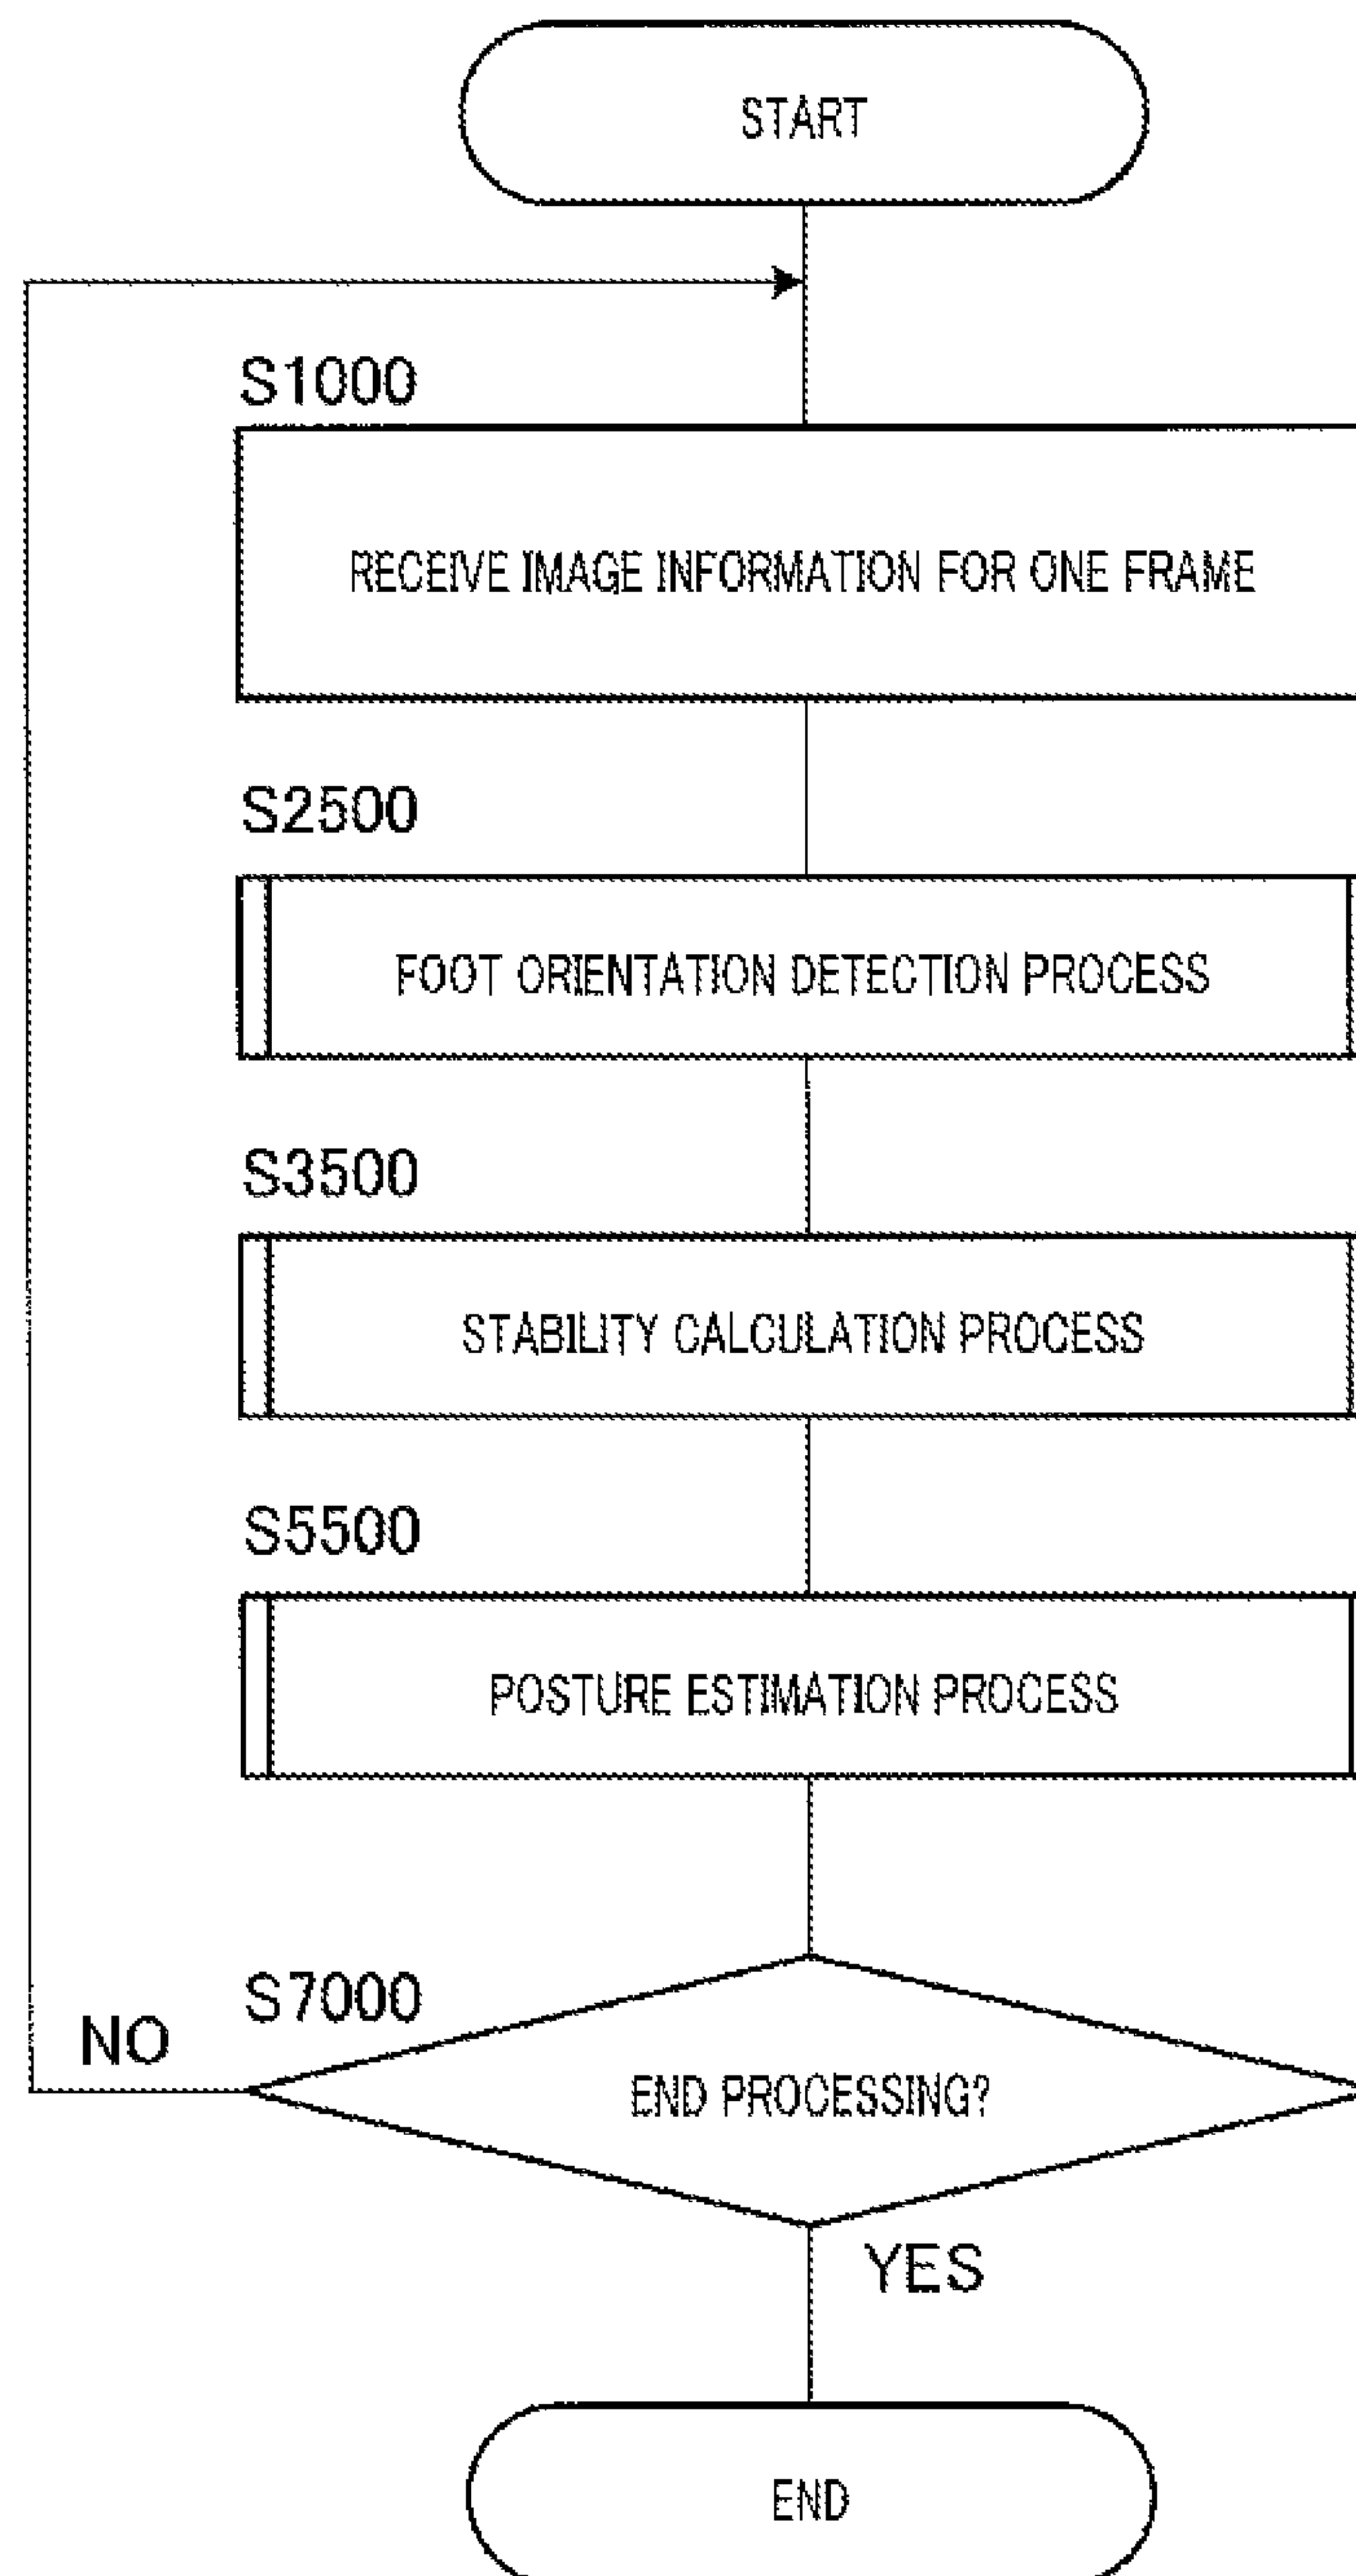 START
S1000
RECEIVE IMAGE INFORMATION FOR ONE FRAME
S2500
FOOT ORIENTATION DETECTION PROCESS
S3500
STABILITY CALCULATION PROCESS
S5500
POSTURE ESTIMATION PROCESS
S7000
NO
END PROCESSING?
YES
END